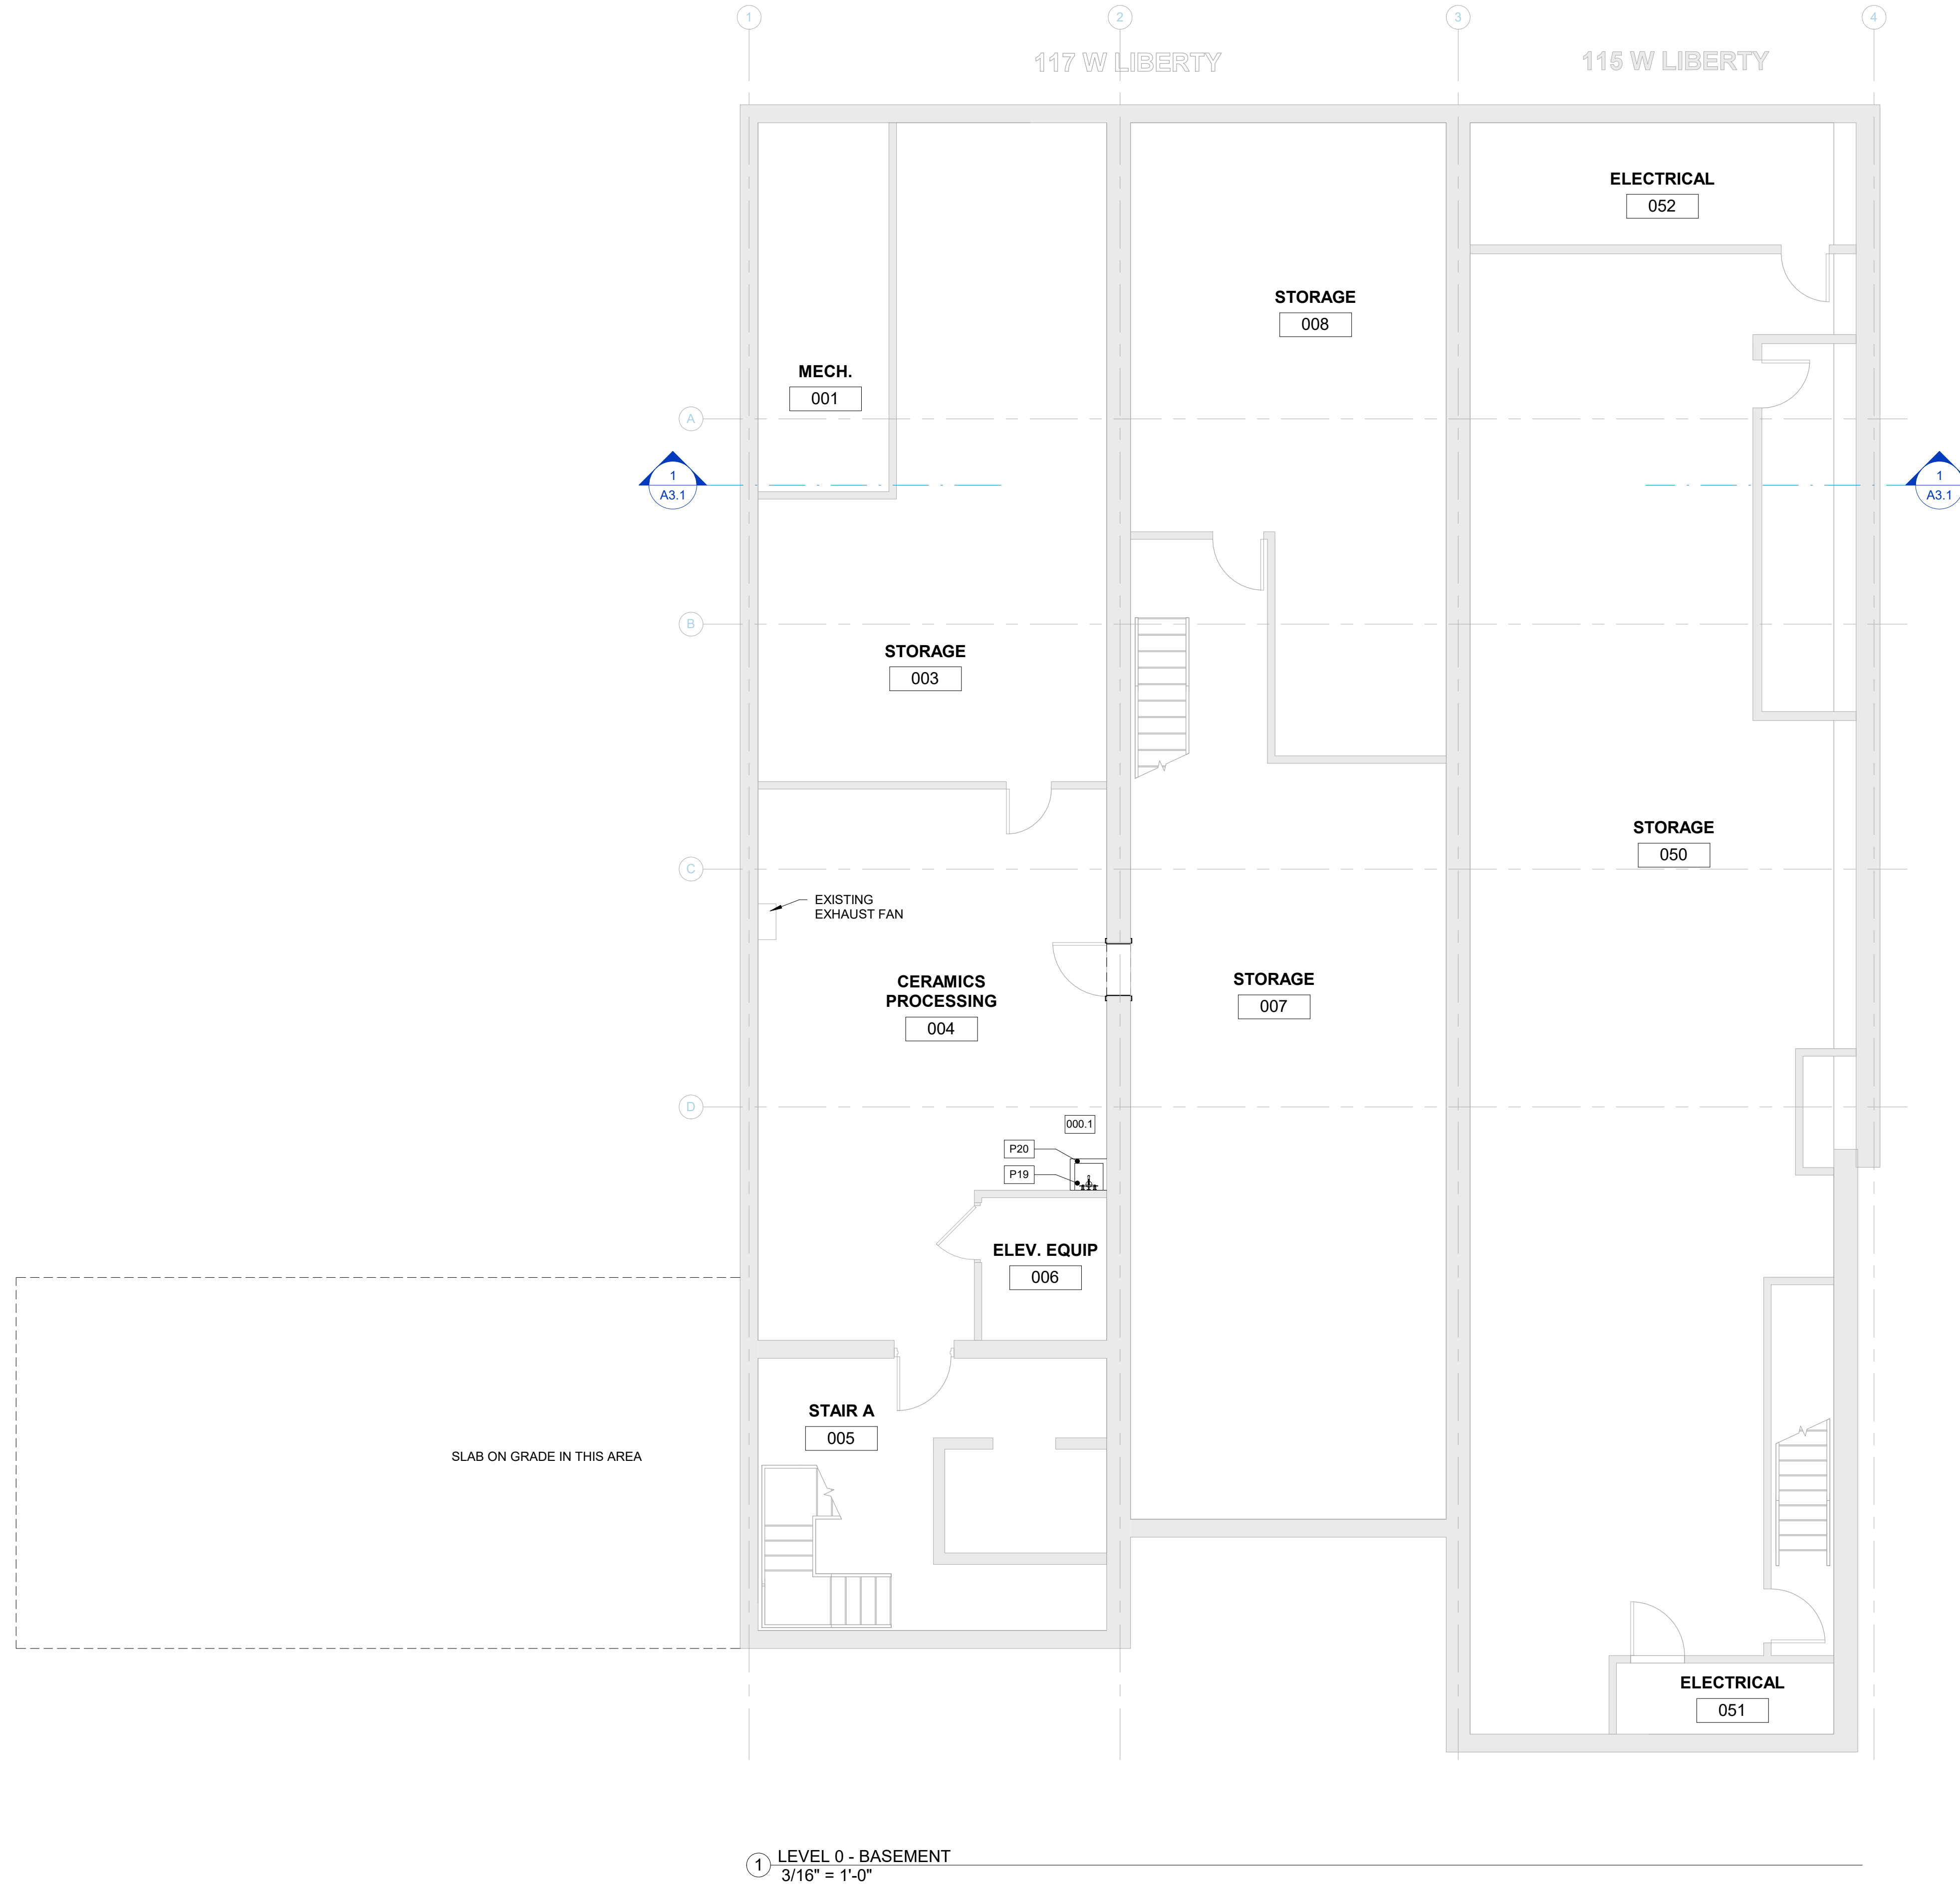 1
2
3
4
117 W LIBERTY
115 W LIBERTY
ELECTRICAL
052
STORAGE
008
MECH.
001
A
1
A3.1
1
A3.1
B
STORAGE
003
STORAGE
050
C
EXISTING
EXHAUST FAN
CERAMICS
PROCESSING
004
STORAGE
007
D
000.1
P20
P19
ELEV. EQUIP
006
STAIR A
005
SLAB ON GRADE IN THIS AREA
ELECTRICAL
051
1
LEVEL 0 - BASEMENT
3/16" = 1'-0"